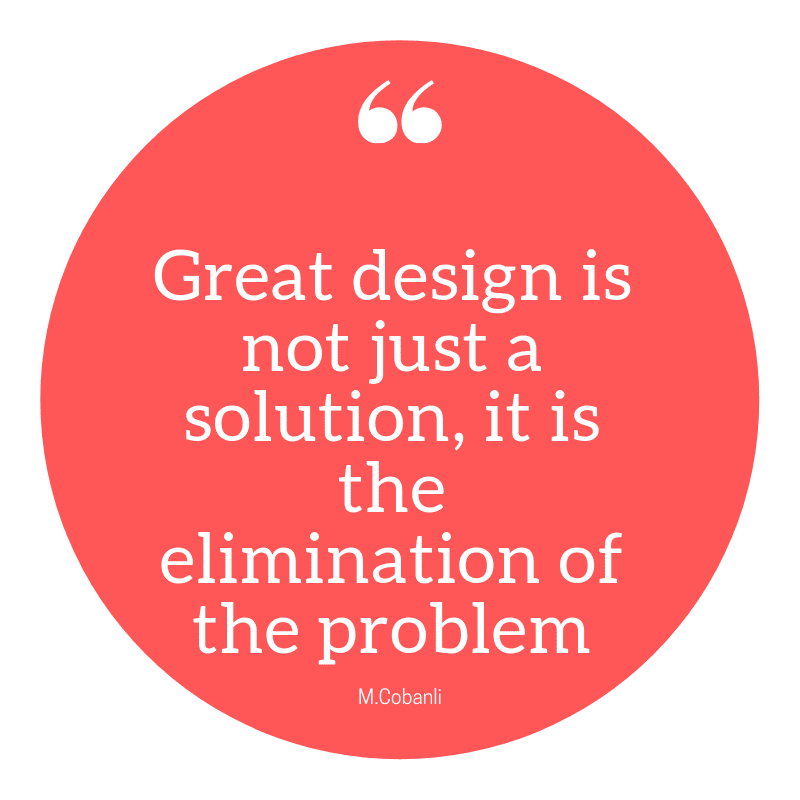 “
Great design is
not just a
solution, it is
the
elimination of
the problem
M.Cobanli